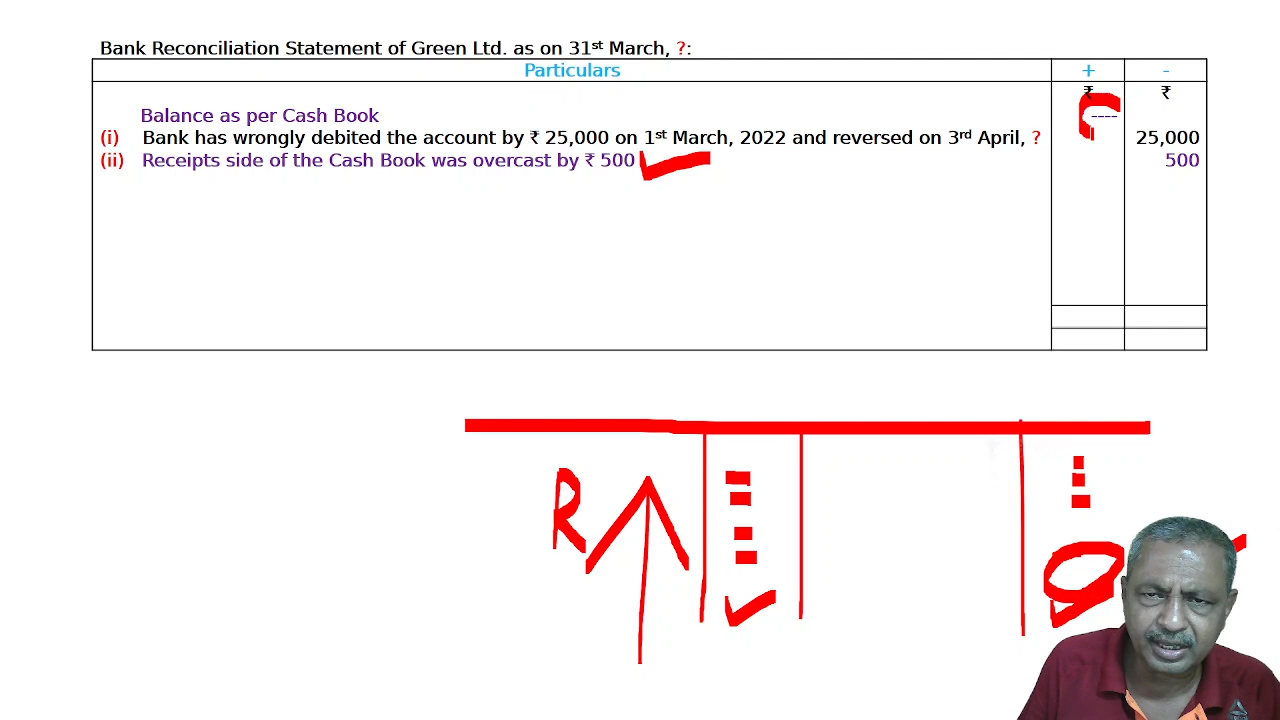 Bank Reconciliation Statement of Green Ltd. as on 31st March, ?:
Particulars + -
₹ ₹
Balance as per Cash Book ----
(i) Bank has wrongly debited the account by ₹ 25,000 on 1st March, 2022 and reversed on 3rd April, ? 25,000
(ii) Receipts side of the Cash Book was overcast by ₹ 500 500
R